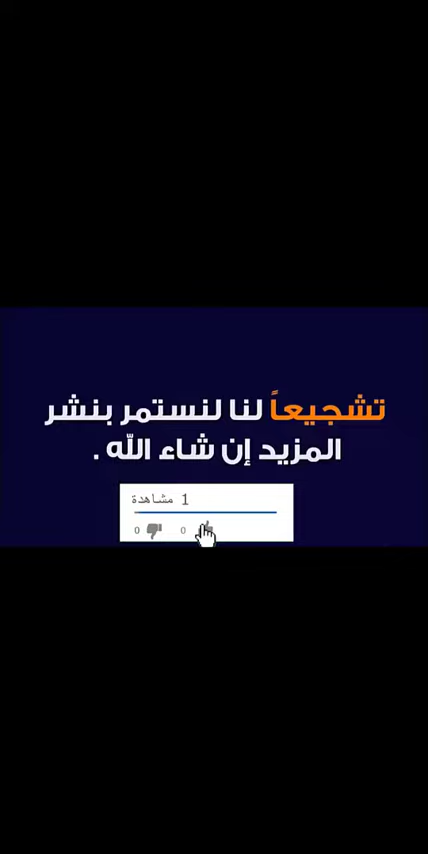 تشجيعاً لنا لنستمر بنشر
المزيد إن شاء الله .
1 مشاهدة
0 0